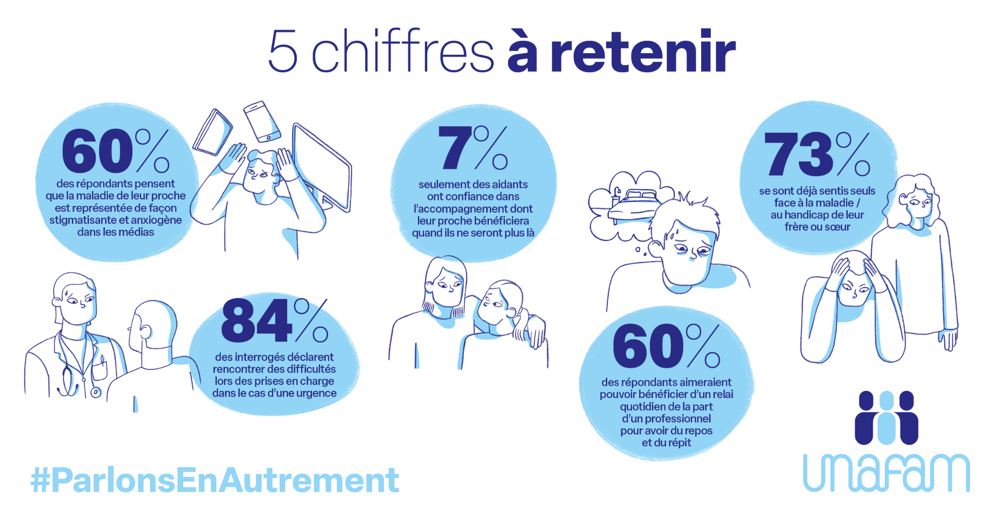 5 chiffres à retenir
60%
des répondants pensent
que la maladie de leur proche
est représentée de façon
stigmatisante et anxiogène
dans les médias
84%
des interrogés déclarent
rencontrer des difficultés
lors des prises en charge
dans le cas d’une urgence
7%
seulement des aidants
ont confiance dans
l’accompagnement dont
leur proche bénéficiera
quand ils ne seront plus là
60%
des répondants aimeraient
pouvoir bénéficier d’un relai
quotidien de la part
d’un professionnel
pour avoir du repos
et du répit
73%
se sont déjà sentis seuls
face à la maladie /
au handicap de leur
frère ou sœur
#ParlonsEnAutrement
unafam